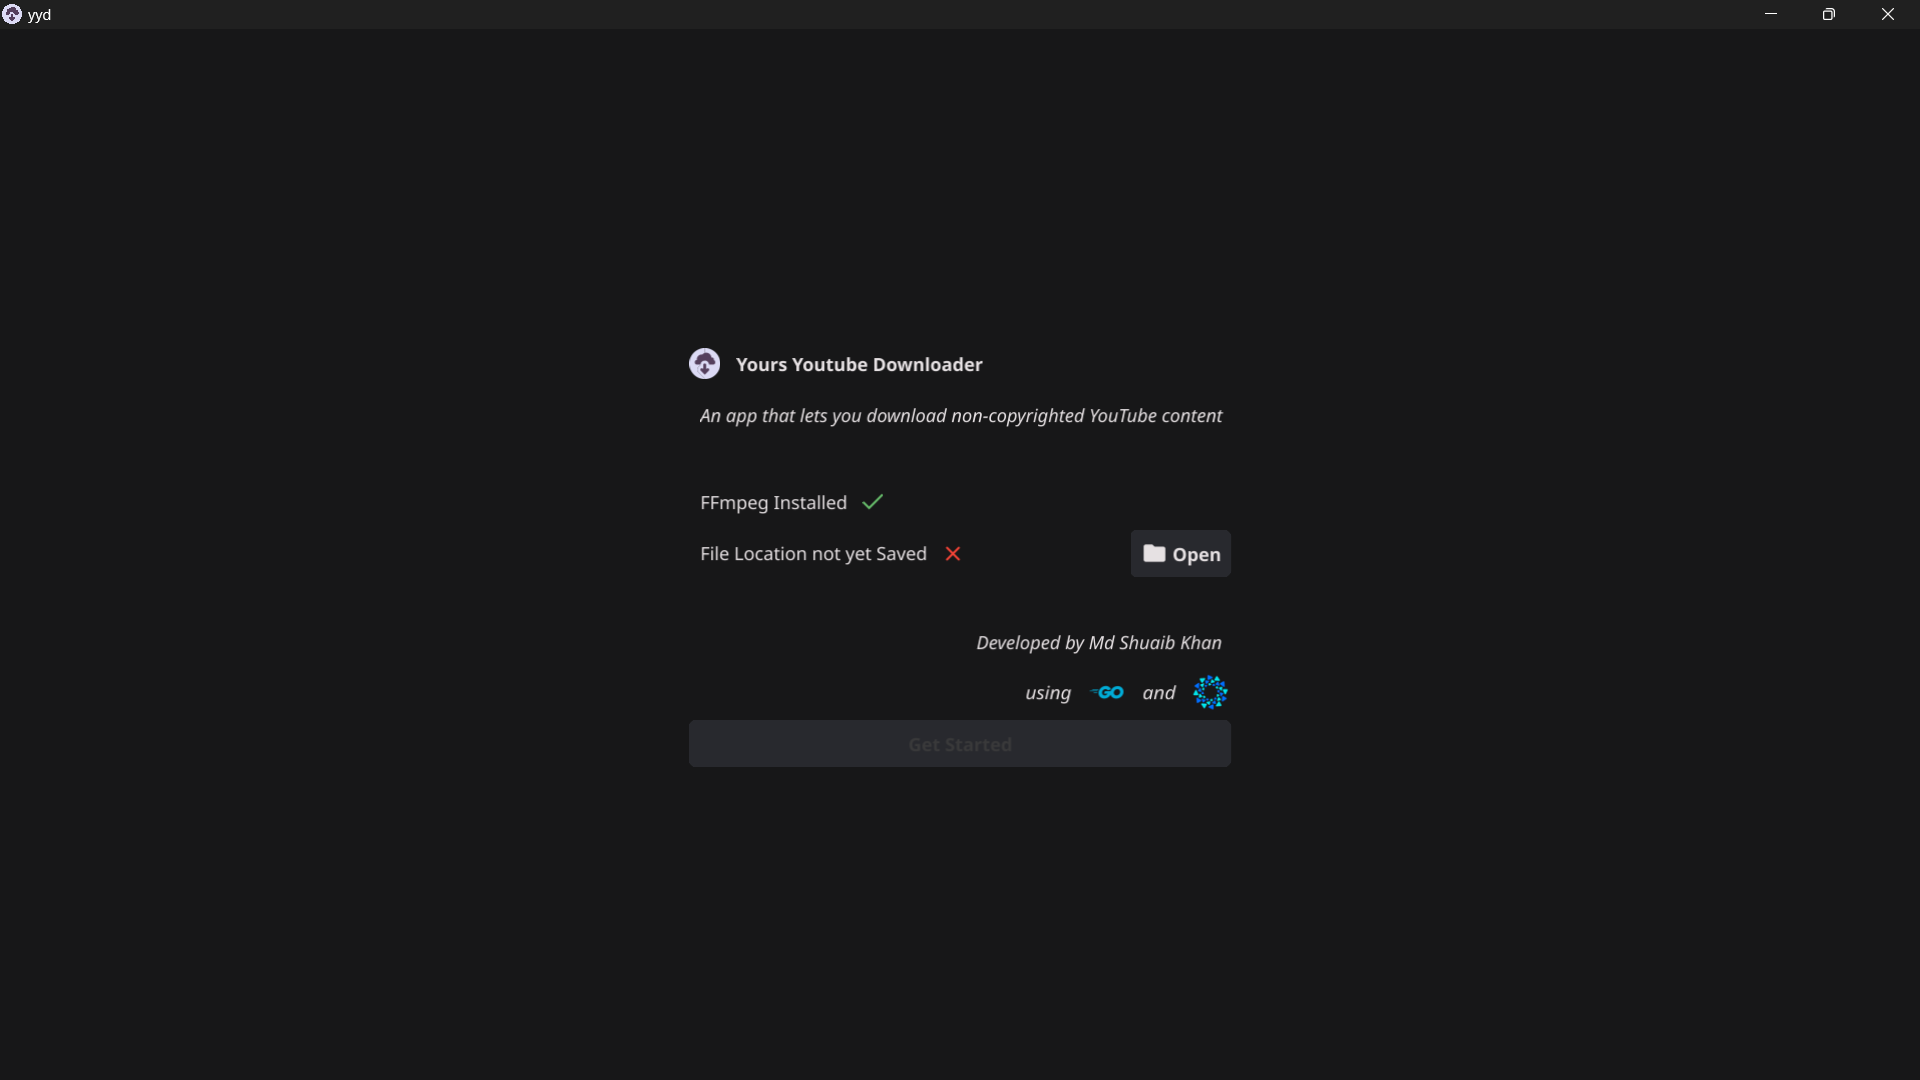 yyd
Yours Youtube Downloader
An app that lets you download non-copyrighted YouTube content
FFmpeg Installed
File Location not yet Saved
Open
Developed by Md Shuaib Khan
using GO and
Get Started